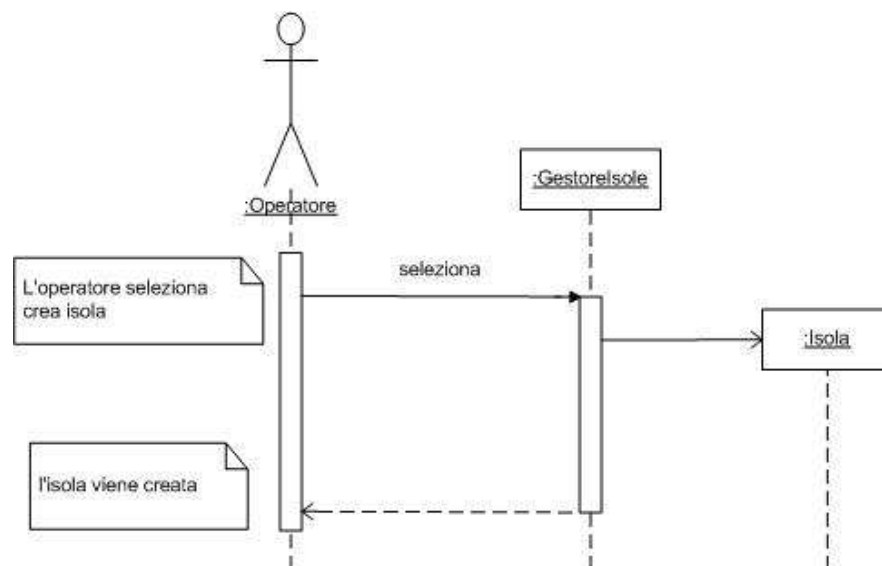 :Operatore
:GestoreIsole
L'operatore seleziona
crea isola
seleziona
:Isola
l'isola viene creata